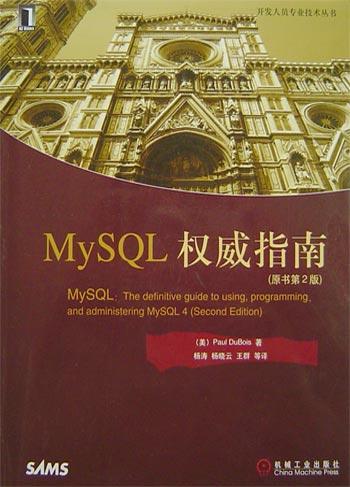 开发人员专业技术丛书
MySQL 权威指南
(原书第2版)
MySQL: The definitive guide to using, programming,
and administering MySQL 4 (Second Edition)
(美) Paul DuBois 著
杨涛 杨晓云 王群 等译
SAMS
机械工业出版社
China Machine Press